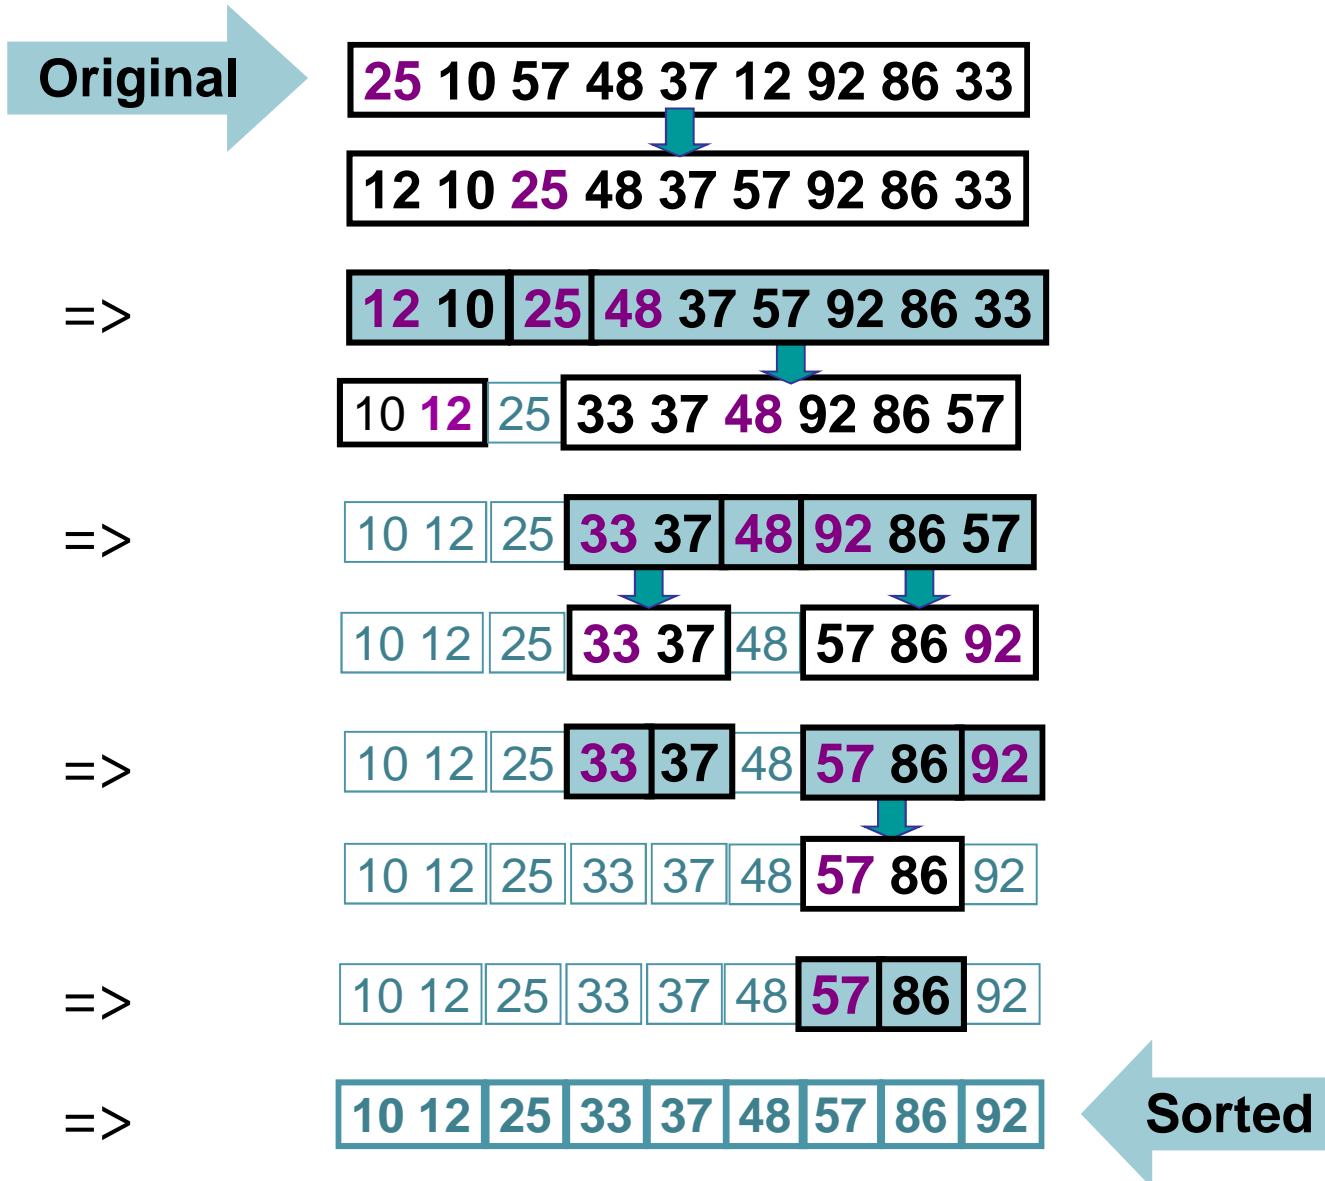 Original 25 10 57 48 37 12 92 86 33
12 10 25 48 37 57 92 86 33
=> 12 10 25 48 37 57 92 86 33
10 12 25 33 37 48 92 86 57
=> 10 12 25 33 37 48 92 86 57
10 12 25 33 37 48 57 86 92
=> 10 12 25 33 37 48 57 86 92
10 12 25 33 37 48 57 86 92
=> 10 12 25 33 37 48 57 86 92
=> 10 12 25 33 37 48 57 86 92 Sorted